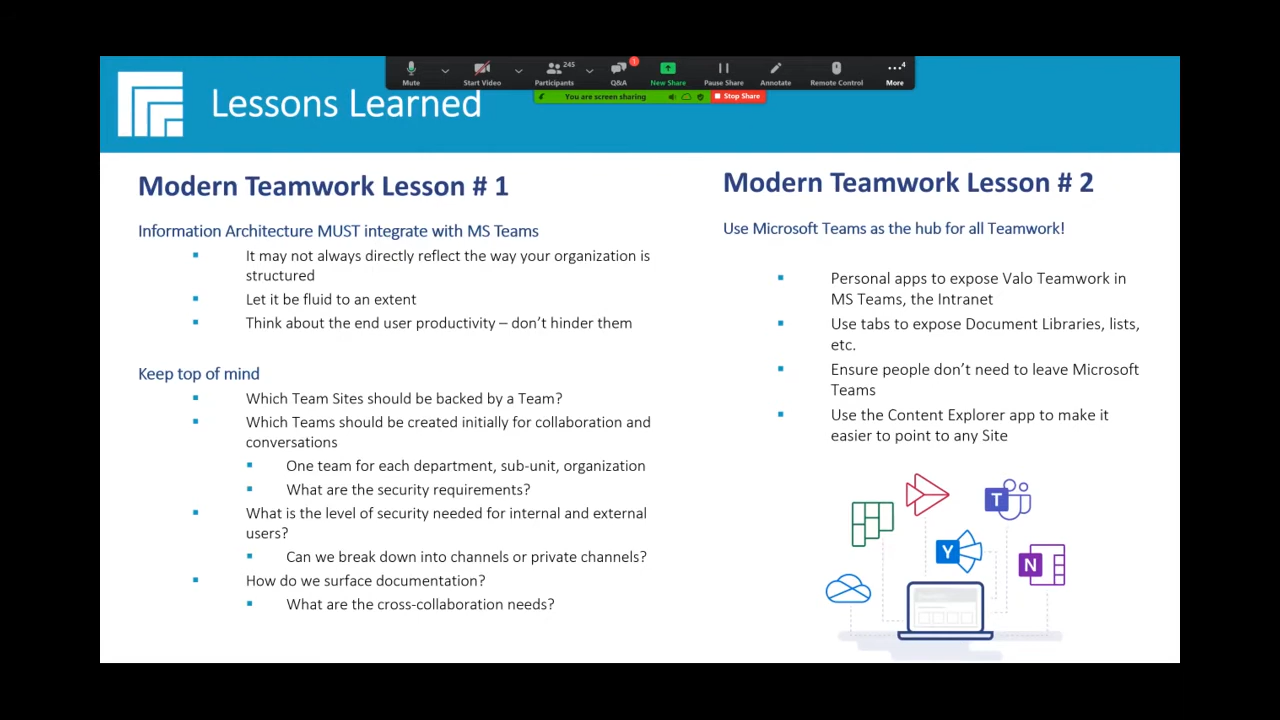 Mute
Start Video
Participants
245
Q&A
1
New Share
Pause Share
Annotate
Remote Control
4
More
You are screen sharing
Stop Share
Lessons Learned
Modern Teamwork Lesson # 1
Information Architecture MUST integrate with MS Teams
It may not always directly reflect the way your organization is
structured
Let it be fluid to an extent
Think about the end user productivity – don't hinder them
Keep top of mind
Which Team Sites should be backed by a Team?
Which Teams should be created initially for collaboration and
conversations
One team for each department, sub-unit, organization
What are the security requirements?
What is the level of security needed for internal and external
users?
Can we break down into channels or private channels?
How do we surface documentation?
What are the cross-collaboration needs?
Modern Teamwork Lesson # 2
Use Microsoft Teams as the hub for all Teamwork!
Personal apps to expose Valo Teamwork in
MS Teams, the Intranet
Use tabs to expose Document Libraries, lists,
etc.
Ensure people don't need to leave Microsoft
Teams
Use the Content Explorer app to make it
easier to point to any Site
T
Y
N